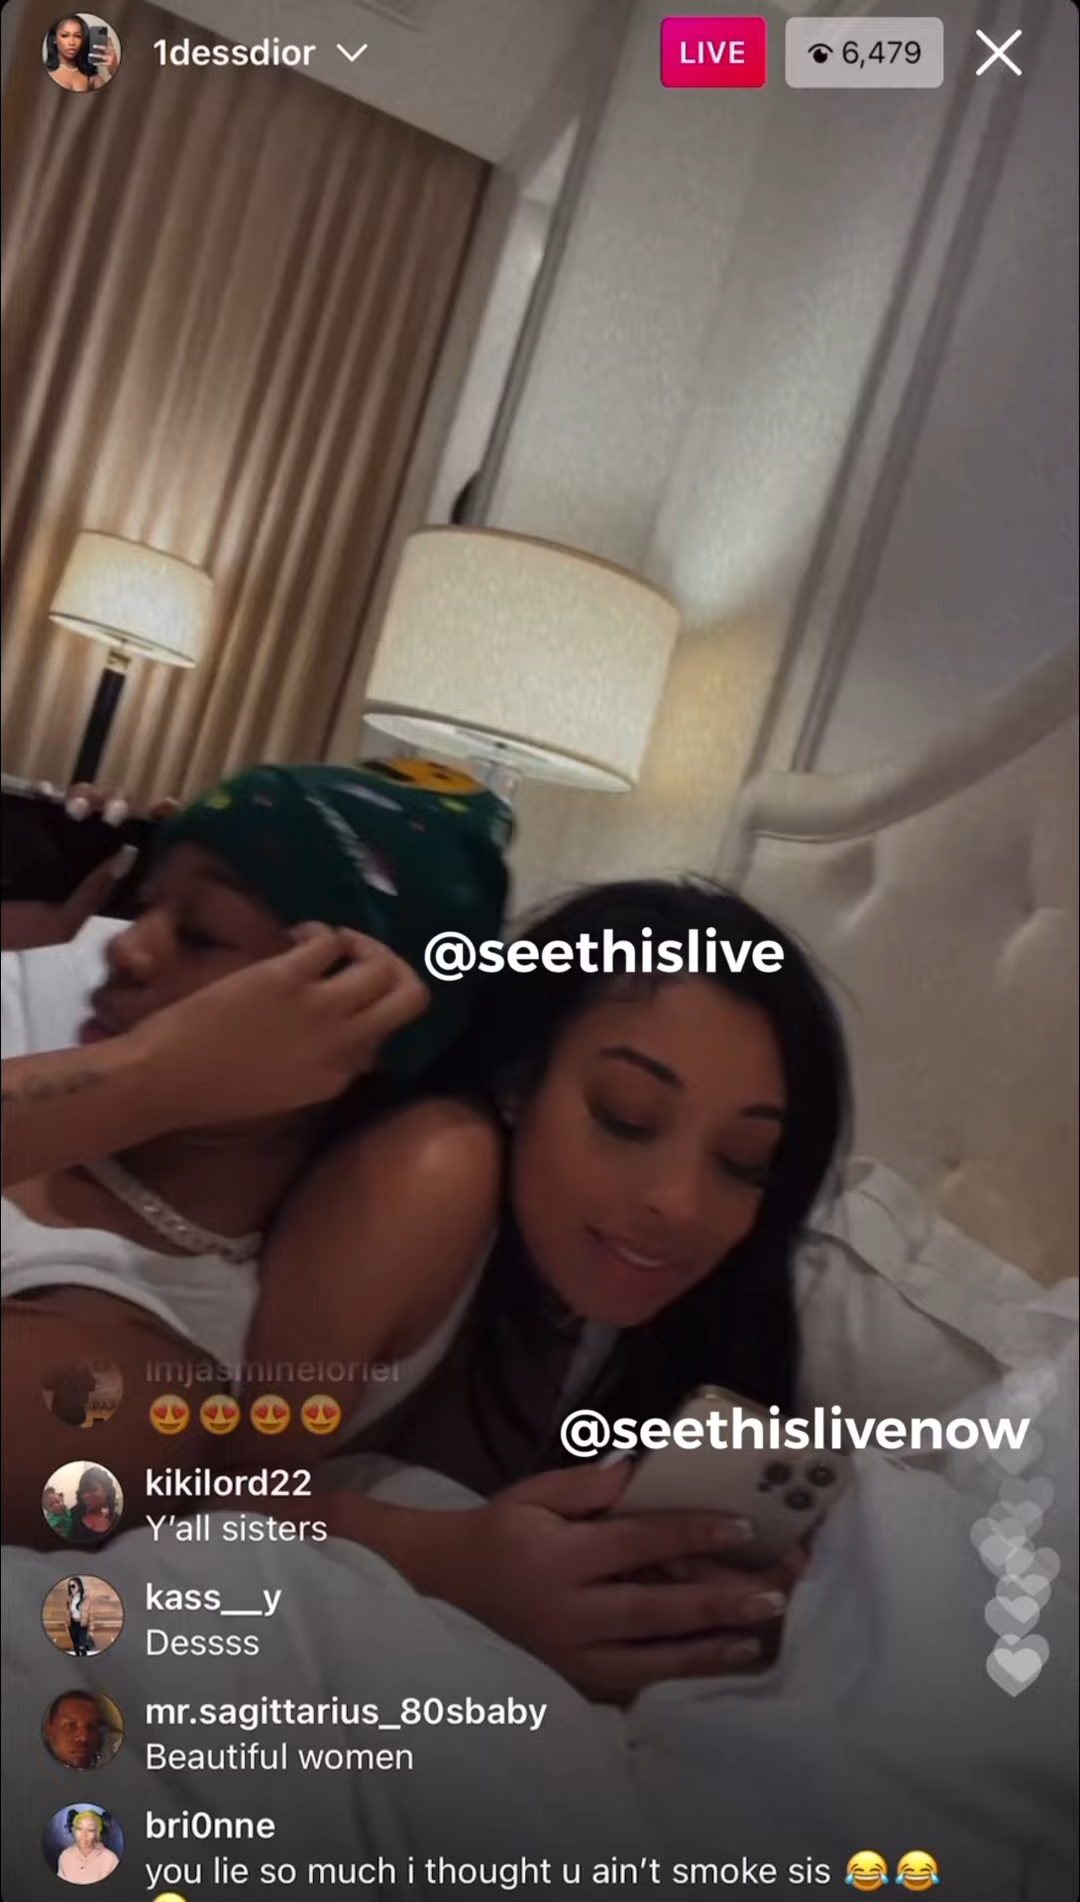 1dessdior
LIVE
6,479
@seethislive
imjasmineloriel
😍😍😍😍
@seethislivenow
kikilord22
Y'all sisters
kass__y
Dessss
mr.sagittarius_80sbaby
Beautiful women
bri0nne
you lie so much i thought u ain't smoke sis 😂😂